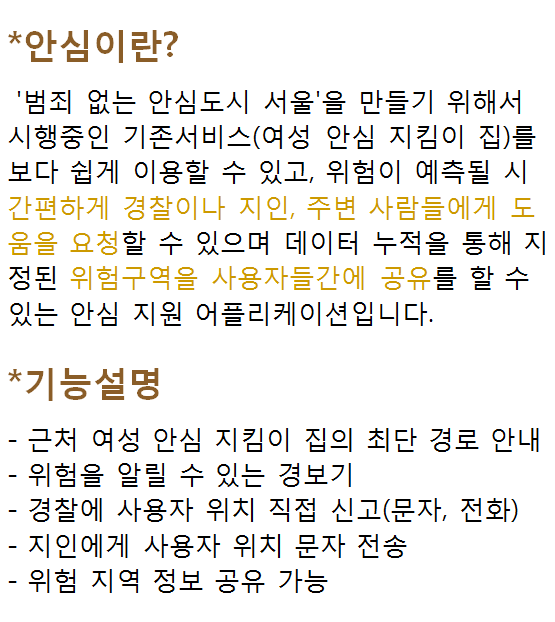 *안심이란?
'범죄 없는 안심도시 서울'을 만들기 위해서
시행중인 기존서비스(여성 안심 지킴이 집)를
보다 쉽게 이용할 수 있고, 위험이 예측될 시
간편하게 경찰이나 지인, 주변 사람들에게 도
움을 요청할 수 있으며 데이터 누적을 통해 지
정된 위험구역을 사용자들간에 공유를 할 수
있는 안심 지원 어플리케이션입니다.
*기능설명
- 근처 여성 안심 지킴이 집의 최단 경로 안내
- 위험을 알릴 수 있는 경보기
- 경찰에 사용자 위치 직접 신고(문자, 전화)
- 지인에게 사용자 위치 문자 전송
- 위험 지역 정보 공유 가능